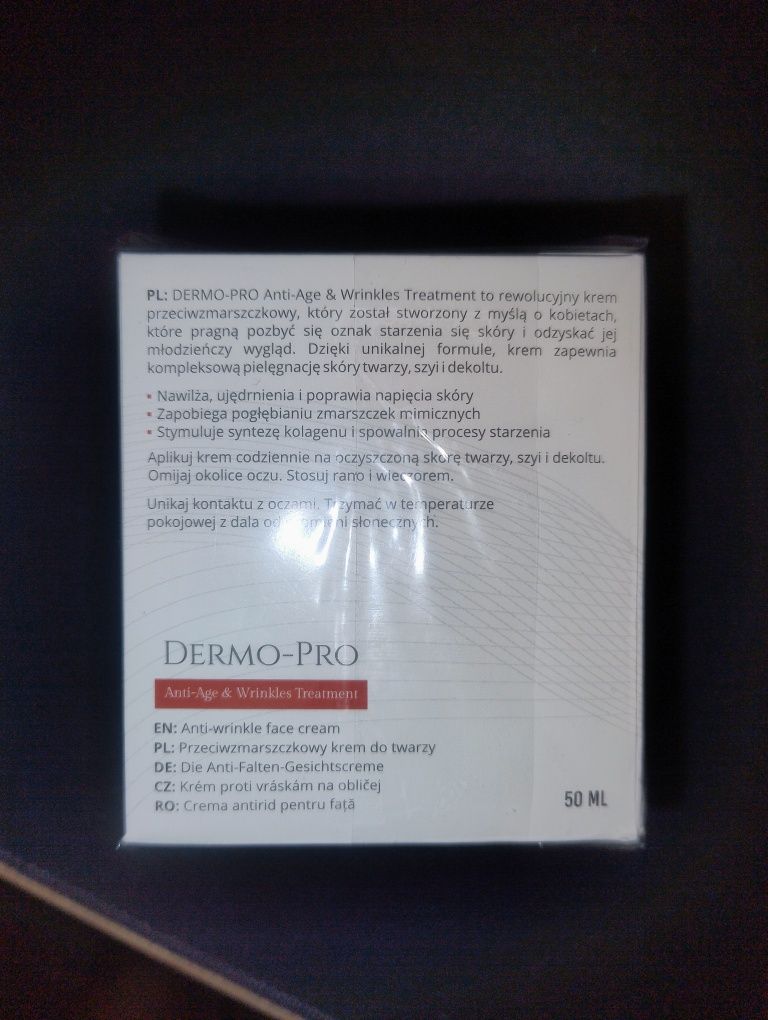 PL: DERMO-PRO Anti-Age & Wrinkles Treatment to rewolucyjny krem
przeciwzmarszczkowy, który został stworzony z myślą o kobietach,
które pragną pozbyć się oznak starzenia się skóry i odzyskać jej
młodzieńczy wygląd. Dzięki unikalnej formule, krem zapewnia
kompleksową pielęgnację skóry twarzy, szyi i dekoltu.
▪ Nawilża, ujędrnienia i poprawia napięcia skóry
▪ Zapobiega pogłębianiu zmarszczek mimicznych
▪ Stymuluje syntezę kolagenu i spowalnia procesy starzenia
Aplikuj krem codziennie na oczyszczoną skórę twarzy, szyi i dekoltu.
Omijaj okolice oczu. Stosuj rano i wieczorem.
Unikaj kontaktu z oczami. Trzymać w temperaturze
pokojowej z dala od słonecznych.
DERMO-PRO
Anti-Age & Wrinkles Treatment
EN: Anti-wrinkle face cream
PL: Przeciwzmarszczkowy krem do twarzy
DE: Die Anti-Falten-Gesichtscreme
CZ: Krém proti vráskám na obličej
RO: Crema antirid pentru față
50 ML